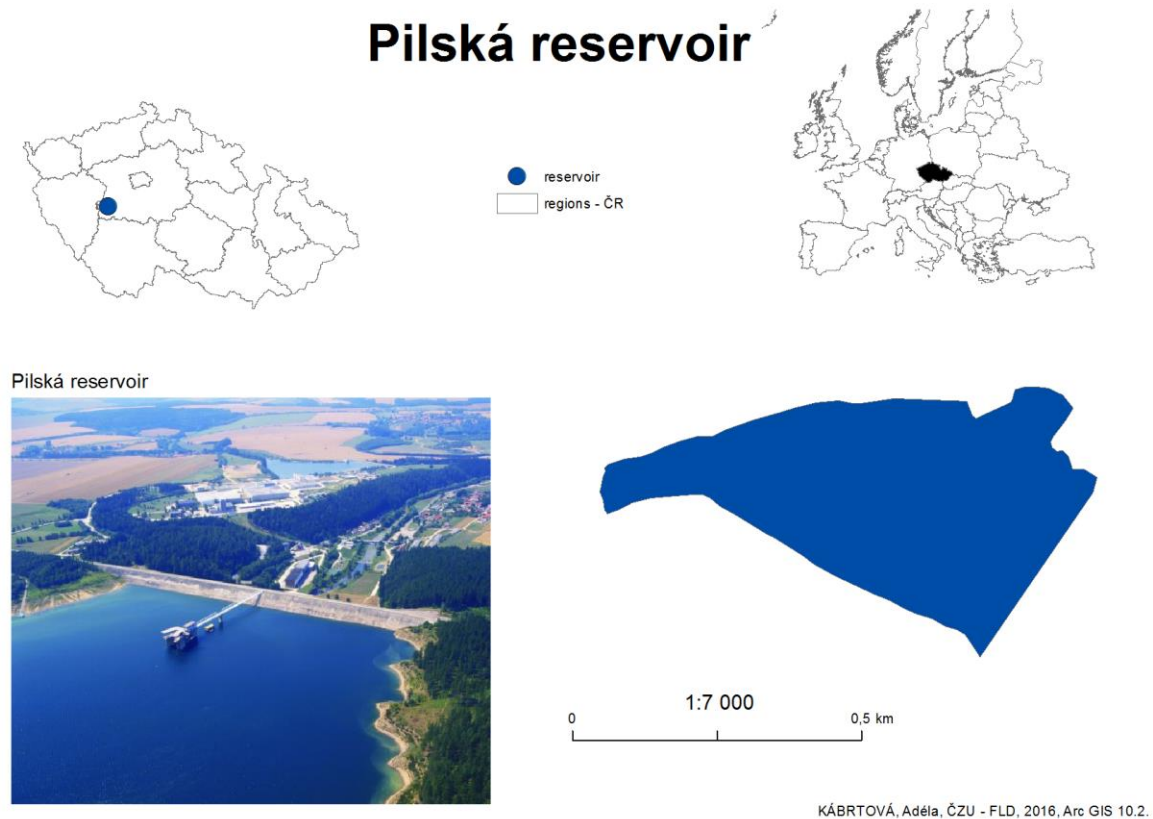 Pilská reservoir
reservoir
regions - ČR
Pilská reservoir
1:7 000
0
0,5 km
KÁBRTOVÁ, Adéla, ČZU - FLD, 2016, Arc GIS 10.2.